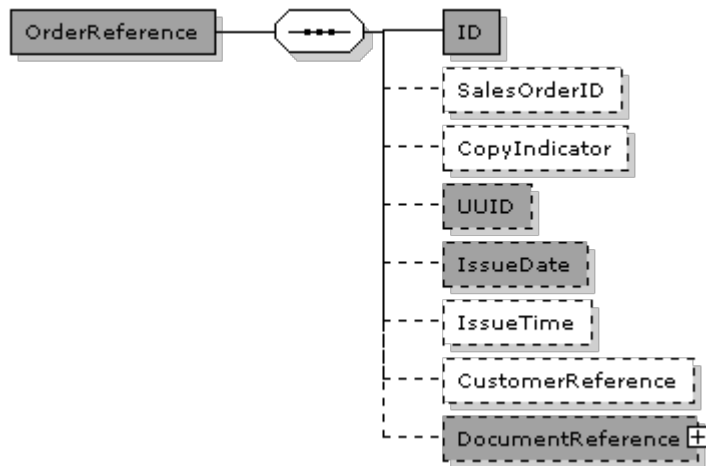 OrderReference
ID
SalesOrderID
CopyIndicator
UUID
IssueDate
IssueTime
CustomerReference
DocumentReference